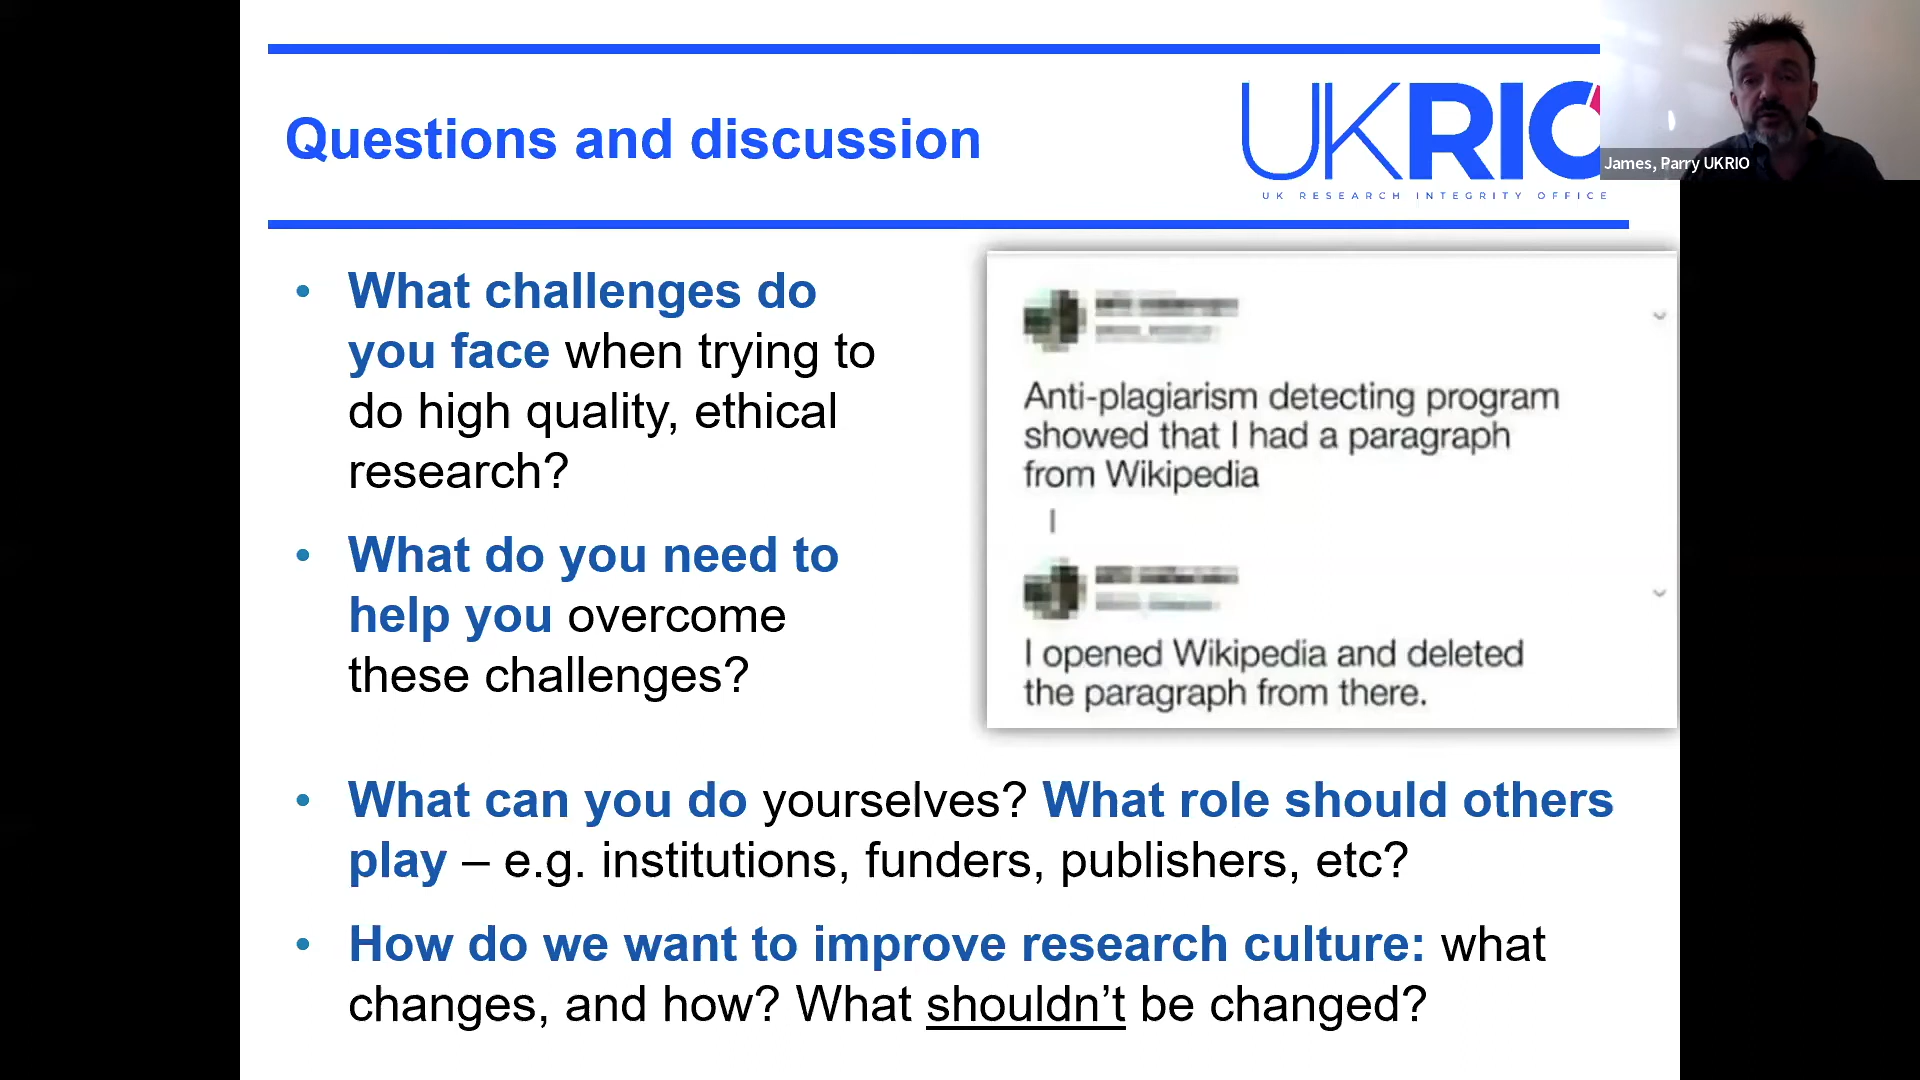 Questions and discussion
UKRIO
UK RESEARCH INTEGRITY OFFICE
James, Parry UKRIO
• What challenges do
you face when trying to
do high quality, ethical
research?
• What do you need to
help you overcome
these challenges?
Anti-plagiarism detecting program
showed that I had a paragraph
from Wikipedia
I opened Wikipedia and deleted
the paragraph from there.
• What can you do yourselves? What role should others
play – e.g. institutions, funders, publishers, etc?
• How do we want to improve research culture: what
changes, and how? What shouldn’t be changed?